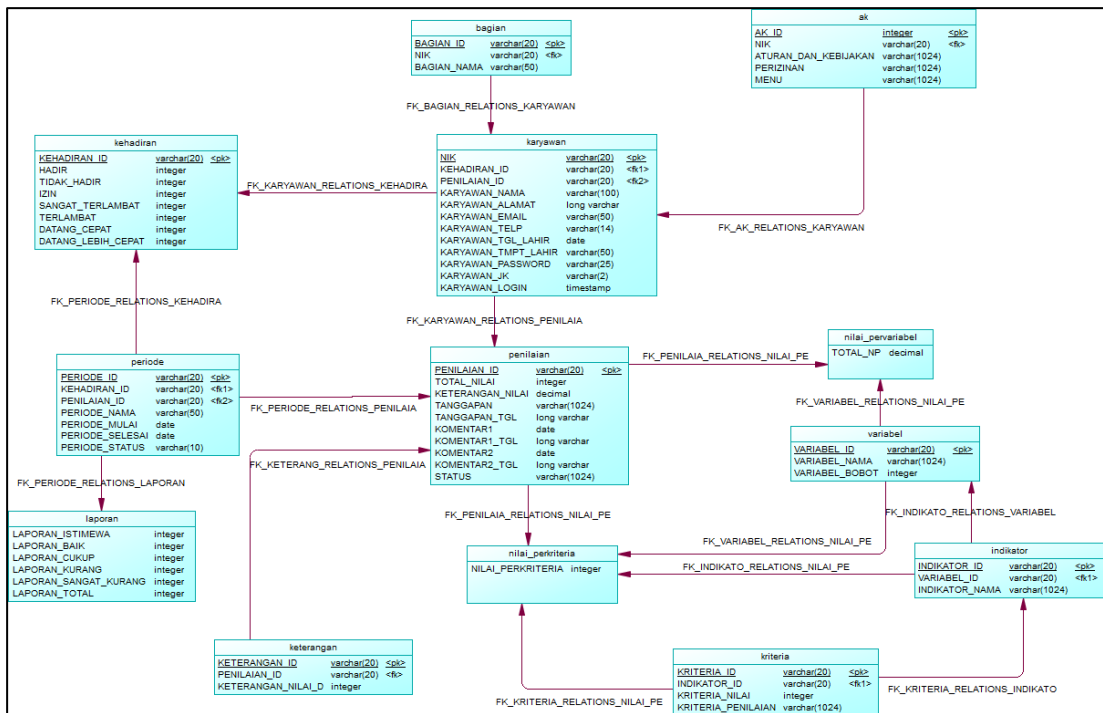 bagian
BAGIAN_ID varchar(20) <pk>
NIK varchar(20) <fk>
BAGIAN_NAMA varchar(50)
ak
AK_ID integer <pk>
NIK varchar(20) <fk>
ATURAN_DAN_KEBIJAKAN varchar(1024)
PERIZINAN varchar(1024)
MENU varchar(1024)
FK_BAGIAN_RELATIONS_KARYAWAN
kehadiran
KEHADIRAN_ID varchar(20) <pk>
HADIR integer
TIDAK_HADIR integer
IZIN integer
SANGAT_TERLAMBAT integer
TERLAMBAT integer
DATANG_CEPAT integer
DATANG_LEBIH_CEPAT integer
FK_KARYAWAN_RELATIONS_KEHADIRA
karyawan
NIK varchar(20) <pk>
KEHADIRAN_ID varchar(20) <fk1>
PENILAIAN_ID varchar(20) <fk2>
KARYAWAN_NAMA varchar(100)
KARYAWAN_ALAMAT long varchar
KARYAWAN_EMAIL varchar(50)
KARYAWAN_TELP varchar(14)
KARYAWAN_TGL_LAHIR date
KARYAWAN_TMPT_LAHIR varchar(50)
KARYAWAN_PASSWORD varchar(25)
KARYAWAN_JK varchar(2)
KARYAWAN_LOGIN timestamp
FK_AK_RELATIONS_KARYAWAN
FK_PERIODE_RELATIONS_KEHADIRA
FK_KARYAWAN_RELATIONS_PENILAIA
periode
PERIODE_ID varchar(20) <pk>
KEHADIRAN_ID varchar(20) <fk1>
PENILAIAN_ID varchar(20) <fk2>
PERIODE_NAMA varchar(50)
PERIODE_MULAI date
PERIODE_SELESAI date
PERIODE_STATUS varchar(10)
FK_PERIODE_RELATIONS_PENILAIA
penilaian
PENILAIAN_ID varchar(20) <pk>
TOTAL_NILAI integer
KETERANGAN_NILAI decimal
TANGGAPAN varchar(1024)
TANGGAPAN_TGL long varchar
KOMENTAR1 date
KOMENTAR1_TGL long varchar
KOMENTAR2 date
KOMENTAR2_TGL long varchar
STATUS varchar(1024)
FK_PENILAIA_RELATIONS_NILAI_PE
nilai_pervariabel
TOTAL_NP decimal
FK_VARIABEL_RELATIONS_NILAI_PE
variabel
VARIABEL_ID varchar(20) <pk>
VARIABEL_NAMA varchar(1024)
VARIABEL_BOBOT integer
FK_KETERANG_RELATIONS_PENILAIA
FK_PERIODE_RELATIONS_LAPORAN
laporan
LAPORAN_ISTIMEWA integer
LAPORAN_BAIK integer
LAPORAN_CUKUP integer
LAPORAN_KURANG integer
LAPORAN_SANGAT_KURANG integer
LAPORAN_TOTAL integer
FK_PENILAIA_RELATIONS_NILAI_PE
FK_INDIKATO_RELATIONS_VARIABEL
FK_VARIABEL_RELATIONS_NILAI_PE
nilai_perkriteria
NILAI_PERKRITERIA integer
FK_INDIKATO_RELATIONS_NILAI_PE
indikator
INDIKATOR_ID varchar(20) <pk>
VARIABEL_ID varchar(20) <fk1>
INDIKATOR_NAMA varchar(1024)
keterangan
KETERANGAN_ID varchar(20) <pk>
PENILAIAN_ID varchar(20) <fk>
KETERANGAN_NILAI_D integer
kriteria
KRITERIA_ID varchar(20) <pk>
INDIKATOR_ID varchar(20) <fk1>
KRITERIA_NILAI integer
KRITERIA_PENILAIAN varchar(1024)
FK_KRITERIA_RELATIONS_NILAI_PE
FK_KRITERIA_RELATIONS_INDIKATO